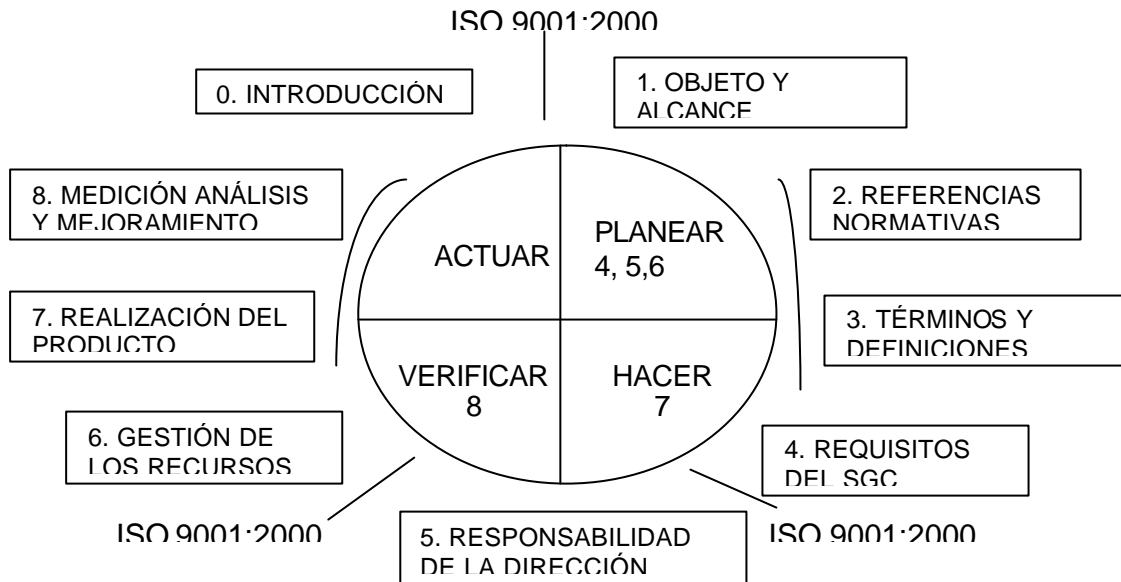 ISO 9001:2000
0. INTRODUCCIÓN
1. OBJETO Y
ALCANCE
8. MEDICIÓN ANÁLISIS
Y MEJORAMIENTO
2. REFERENCIAS
NORMATIVAS
ACTUAR
PLANEAR
4, 5,6
7. REALIZACIÓN DEL
PRODUCTO
3. TÉRMINOS Y
DEFINICIONES
VERIFICAR
8
HACER
7
6. GESTIÓN DE
LOS RECURSOS
4. REQUISITOS
DEL SGC
ISO 9001:2000
5. RESPONSABILIDAD
DE LA DIRECCIÓN
ISO 9001:2000